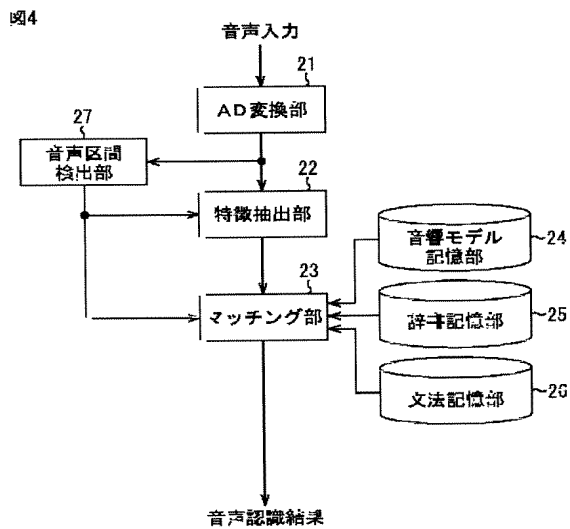 図4
音声入力
21
AD変換部
27
音声区間
検出部
22
特徴抽出部
23
マッチング部
音響モデル
記憶部
24
辞書記憶部
25
文法記憶部
26
音声認識結果